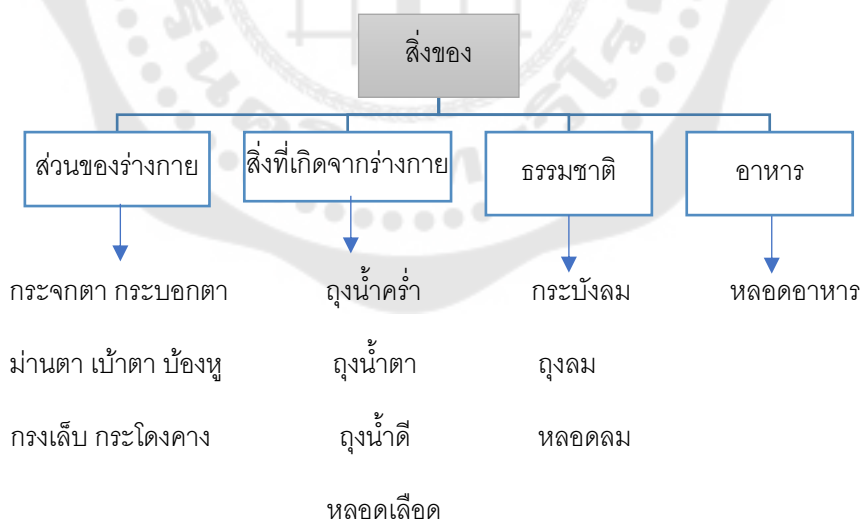 สิ่งของ
ส่วนของร่างกาย สิ่งที่เกิดจากร่างกาย ธรรมชาติ อาหาร
กระจกตา กระบอกตา ถุงน้ำคร่ำ กระบังลม หลอดอาหาร
ม่านตา เบ้าตา บ้องหู ถุงน้ำตา ถุงลม
กรงเล็บ กระโดงคาง ถุงน้ำดี หลอดลม
หลอดเลือด